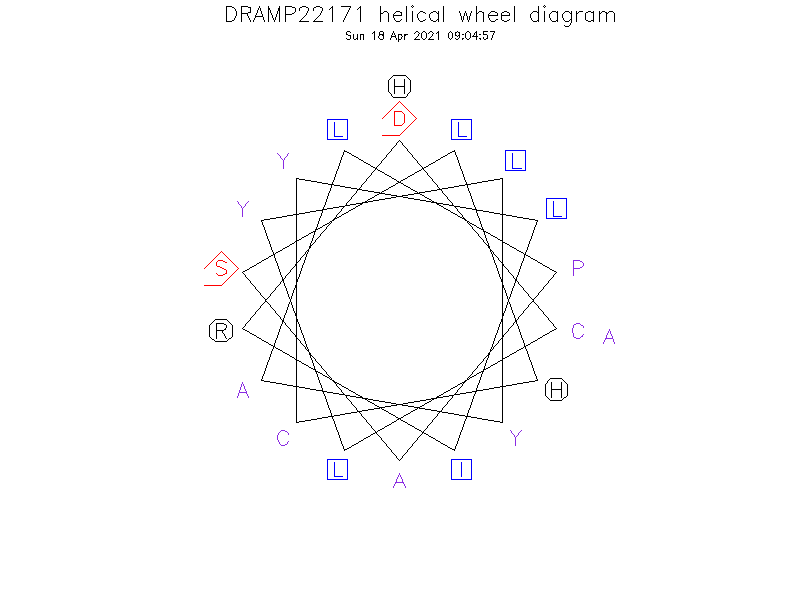 DRAMP22171 helical wheel diagram
Sun 18 Apr 2021 09:04:57
H
D
L L
Y L
Y L
S P
R C A
A H
C Y
L I
A